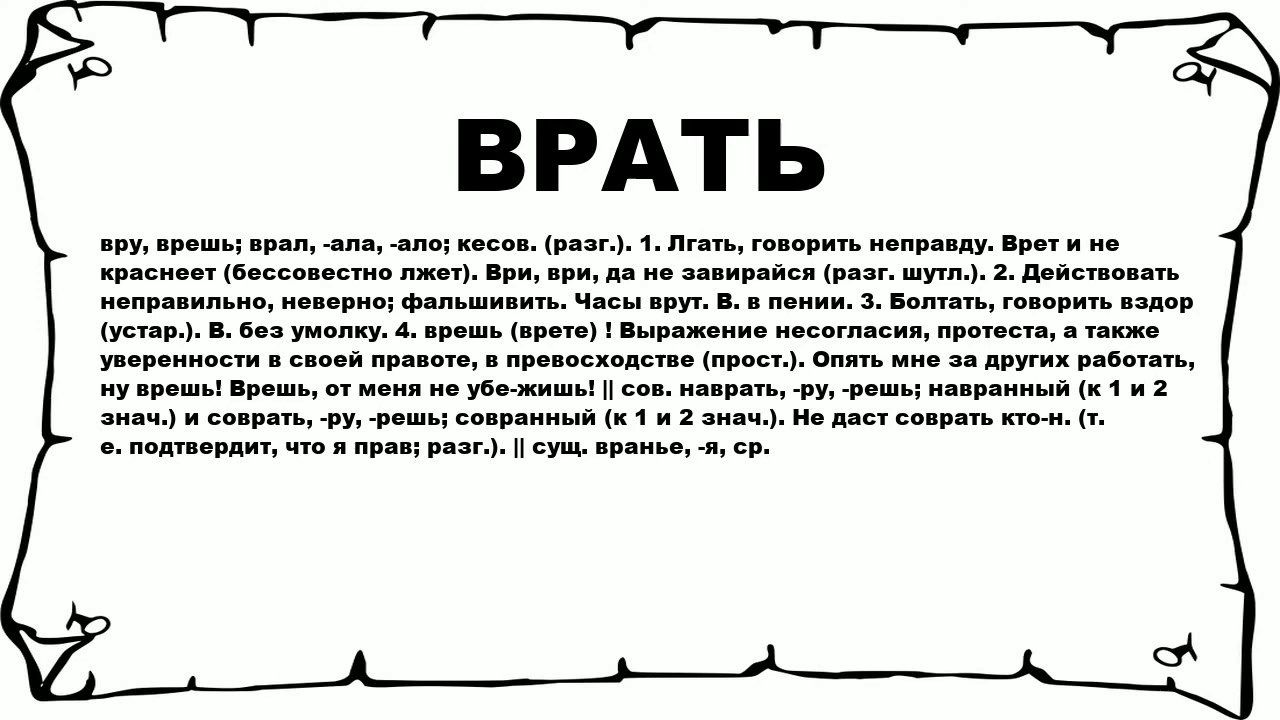 ВРАТЬ
вру, врешь; врал, -ала, -ало; кесов. (разг.). 1. Лгать, говорить неправду. Врет и не
краснеет (бессовестно лжет). Ври, ври, да не завирайся (разг. шутл.). 2. Действовать
неправильно, неверно; фальшивить. Часы врут. В. в пении. 3. Болтать, говорить вздор
(устар.). В. без умолку. 4. врешь (врете) ! Выражение несогласия, протеста, а также
уверенности в своей правоте, в превосходстве (прост.). Опять мне за других работать,
ну врешь! Врешь, от меня не убе-жишь! || сов. наврать, -ру, -решь; навранный (к 1 и 2
знач.) и соврать, -ру, -решь; совранный (к 1 и 2 знач.). Не даст соврать кто-н. (т.
е. подтвердит, что я прав; разг.). || сущ. вранье, -я, ср.